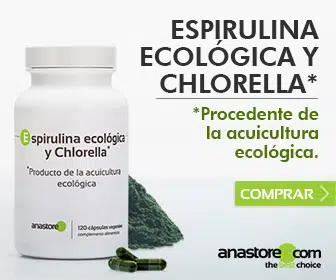 ESPIRULINA
ECOLÓGICA Y
CHLORELLA*
*Procedente de
la acuicultura
ecológica.
Espirulina ecológica
y Chlorella*
*Producto de la acuicultura
ecológica
anastore
120 cápsulas vegetales
complemento alimenticio
COMPRAR
anastore.com
the best choice